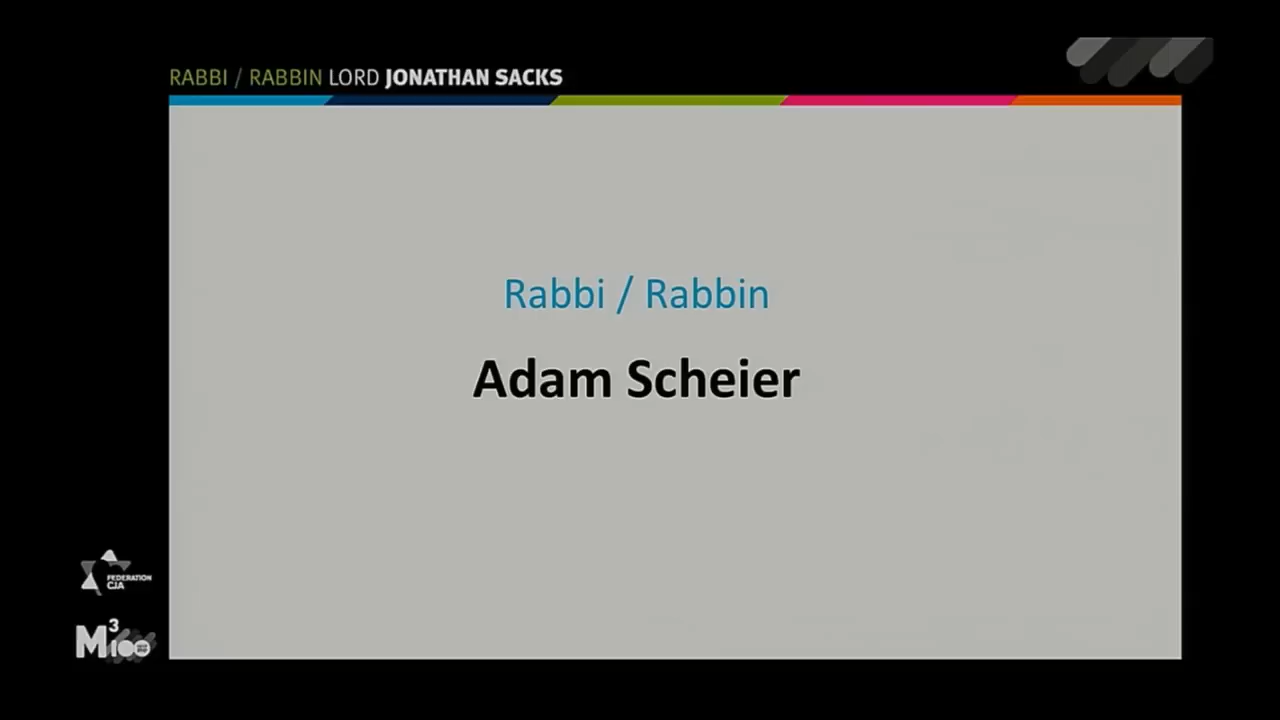 RABBI / RABBIN LORD JONATHAN SACKS
Rabbi / Rabbin
Adam Scheier
FEDERATION
CJA
M3
100